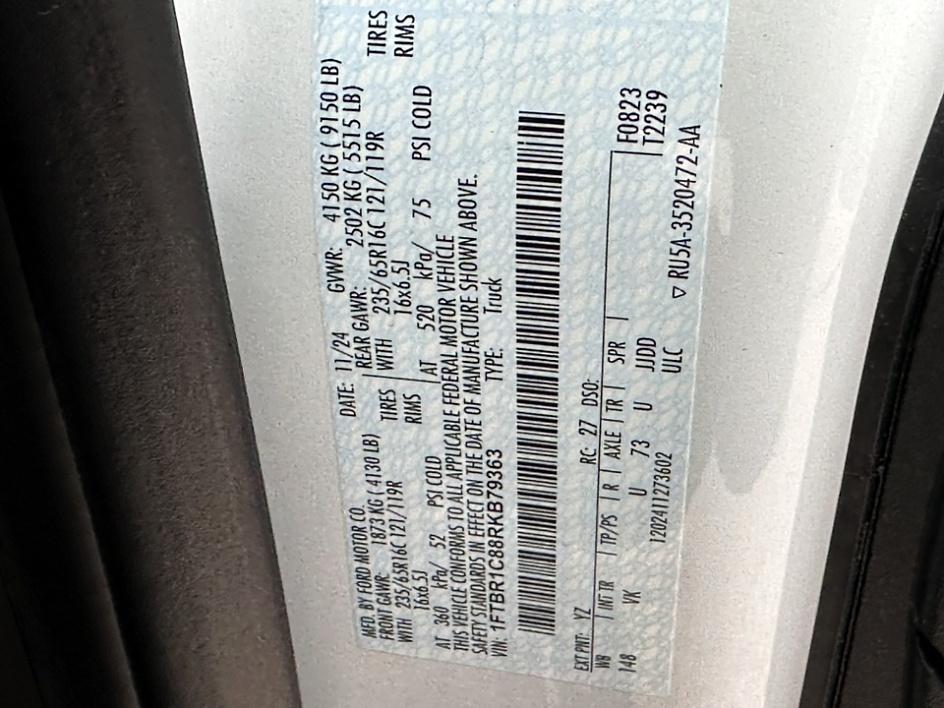 MFD. BY FORD MOTOR CO.
DATE: 11/24 GVWR: 4150 KG ( 9150 LB)
FRONT GAWR: 1873 KG ( 4130 LB)
REAR GAWR: 2502 KG ( 5515 LB)
WITH 235/65R16C 121/119R TIRES
WITH 235/65R16C 121/119R TIRES
16x6.5J RIMS
16x6.5J RIMS
AT 360 kPa/ 52 PSI COLD
AT 520 kPa/ 75 PSI COLD
THIS VEHICLE CONFORMS TO ALL APPLICABLE FEDERAL MOTOR VEHICLE
SAFETY STANDARDS IN EFFECT ON THE DATE OF MANUFACTURE SHOWN ABOVE.
VIN: 1FTBR1C88RKB79363 TYPE: Truck
EXT PNT: YZ RC: 27 DSO:
WB INT TR TP/PS R AXLE TR SPR
F0823
148 VK U 73 U JJDD
T2239
1202411273602 ULC
▽ RU5A-3520472-AA